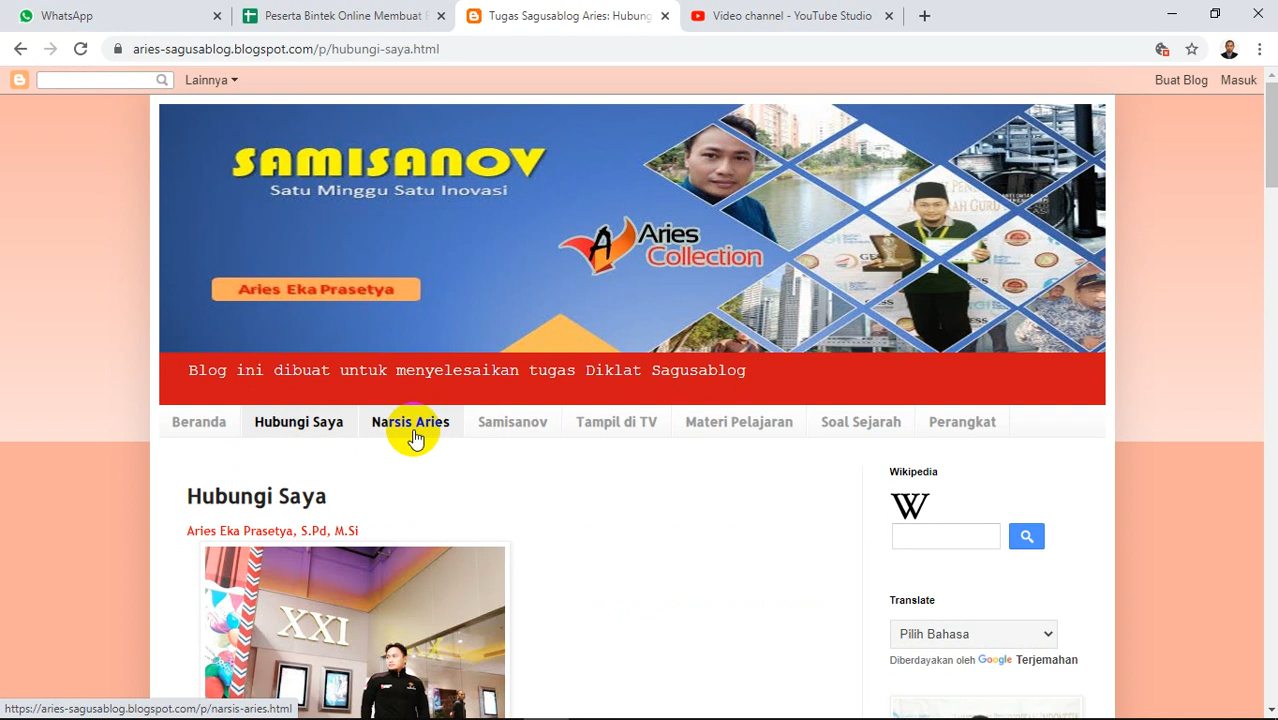 WhatsApp
Peserta Bintek Online Membuat B
Tugas Sagusablog Aries: Hubung
Video channel - YouTube Studio
aries-sagusablog.blogspot.com/p/hubungi-saya.html
Lainnya
Buat Blog
Masuk
SAMISANOV
Satu Minggu Satu Inovasi
Aries
Collection
Aries Eka Prasetya
Blog ini dibuat untuk menyelesaikan tugas Diklat Sagusablog
Beranda
Hubungi Saya
Narsis Aries
Samisanov
Tampil di TV
Materi Pelajaran
Soal Sejarah
Perangkat
Hubungi Saya
Aries Eka Prasetya, S.Pd, M.Si
XXI
Wikipedia
W
Translate
Pilih Bahasa
Diberdayakan oleh Google Terjemahan
https://aries-sagusablog.blogspot.com/p/narsis-aries.html